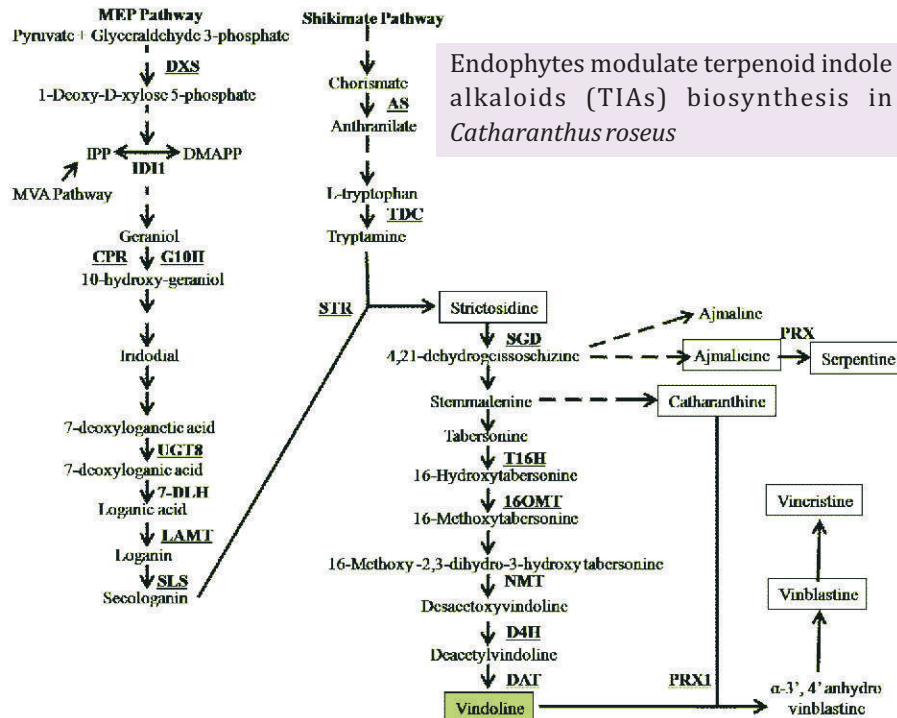 MEP Pathway
Pyruvate + Glyceraldehyde 3-phosphate
DXS
1-Deoxy-D-xylose 5-phosphate
IPP
DMAPP
IDI1
MVA Pathway
Geraniol
CPR
G10H
10-hydroxy-geraniol
Iridodial
7-deoxyloganetic acid
UGT8
7-deoxyloganic acid
7-DLH
Loganic acid
LAMT
Loganin
SLS
Secologanin
Shikimate Pathway
Chorismate
AS
Anthranilate
L-tryptophan
TDC
Tryptamine
STR
Endophytes modulate terpenoid indole
alkaloids (TIAs) biosynthesis in
Catharanthus roseus
Strictosidine
SGD
4,21-dehydrogeissoschizine
Ajmaline
Ajmalicine
PRX
Serpentine
Stemmadenine
Catharanthine
Tabersonine
T16H
16-Hydroxytabersonine
16OMT
16-Methoxytabersonine
16-Methoxy -2,3-dihydro-3-hydroxy tabersonine
NMT
Desacetoxyvindoline
D4H
Deacetylvindoline
DAT
Vindoline
PRX1
α-3', 4' anhydro
vinblastine
Vinblastine
Vincristine